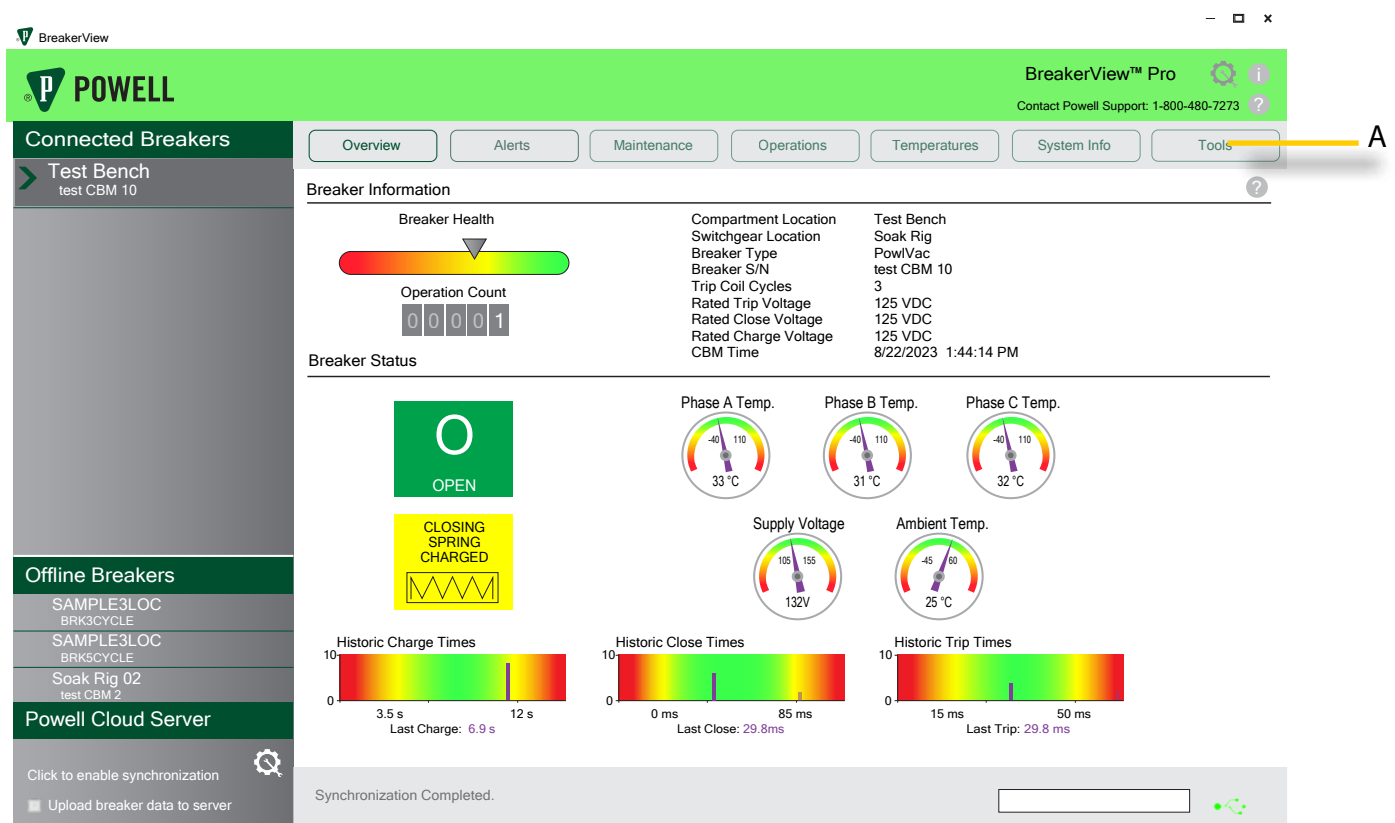 BreakerView
POWELL
BreakerView™ Pro
Contact Powell Support: 1-800-480-7273
Connected Breakers
Test Bench
test CBM 10
Overview Alerts Maintenance Operations Temperatures System Info Tools
A
Breaker Information
Breaker Health
Operation Count
00001
Compartment Location Test Bench
Switchgear Location Soak Rig
Breaker Type PowlVac
Breaker S/N test CBM 10
Trip Coil Cycles 3
Rated Trip Voltage 125 VDC
Rated Close Voltage 125 VDC
Rated Charge Voltage 125 VDC
CBM Time 8/22/2023 1:44:14 PM
Breaker Status
O
OPEN
CLOSING
SPRING
CHARGED
Phase A Temp. Phase B Temp. Phase C Temp.
-40 110 -40 110 -40 110
33 °C 31 °C 32 °C
Supply Voltage Ambient Temp.
105 155 -45 60
132V 25 °C
Historic Charge Times Historic Close Times Historic Trip Times
10 10 10
0 0 0
3.5 s 12 s 0 ms 85 ms 15 ms 50 ms
Last Charge: 6.9 s Last Close: 29.8ms Last Trip: 29.8 ms
Offline Breakers
SAMPLE3LOC
BRK3CYCLE
SAMPLE3LOC
BRK5CYCLE
Soak Rig 02
test CBM 2
Powell Cloud Server
Click to enable synchronization
Upload breaker data to server
Synchronization Completed.